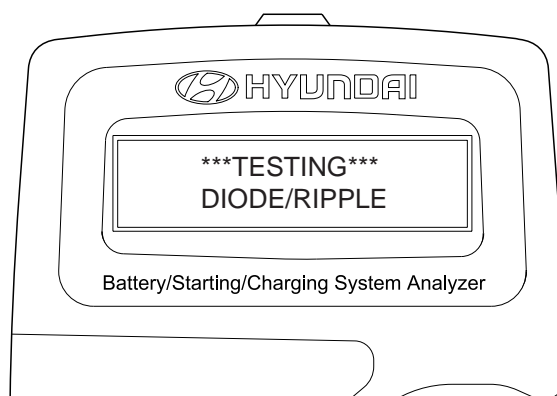 HYUNDAI
***TESTING***
DIODE/RIPPLE
Battery/Starting/Charging System Analyzer